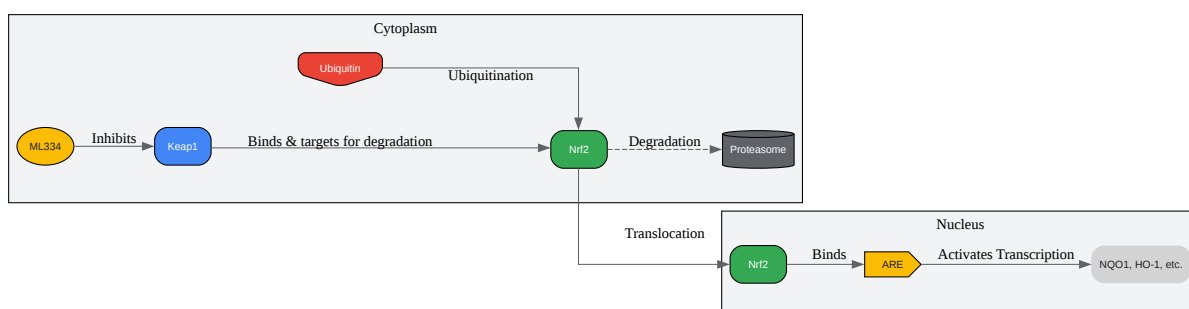 Cytoplasm
Ubiquitin
Ubiquitination
ML334
Inhibits
Keap1
Binds & targets for degradation
Nrf2
Degradation
Proteasome
Translocation
Nucleus
Nrf2
Binds
ARE
Activates Transcription
NQO1, HO-1, etc.